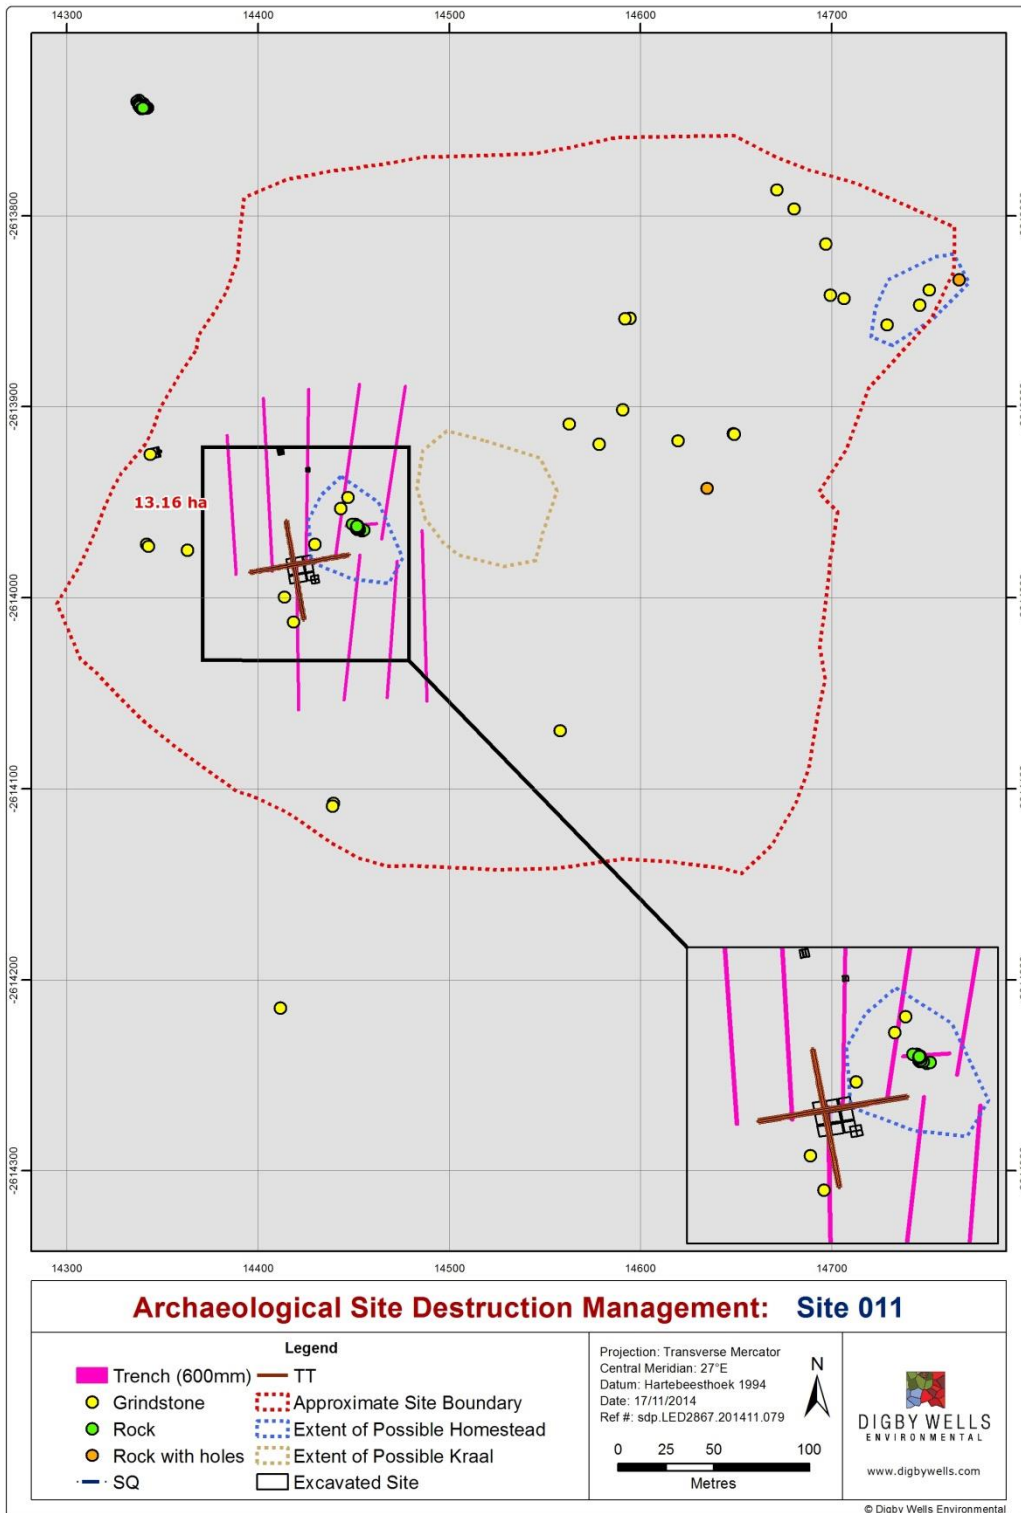 14300 14400 14500 14600 14700
-2613800
-2613900
-2614000
-2614100
-2614200
-2614300
13.16 ha
14300 14400 14500 14600 14700
Archaeological Site Destruction Management: Site 011
Legend
Trench (600mm) TT
Grindstone Approximate Site Boundary
Rock Extent of Possible Homestead
Rock with holes Extent of Possible Kraal
SQ Excavated Site
Projection: Transverse Mercator
Central Meridian: 27°E
Datum: Hartebeesthoek 1994
Date: 17/11/2014
Ref #: sdp.LED2867.201411.079
N
0 25 50 100
Metres
DIGBY WELLS
ENVIRONMENTAL
www.digbywells.com
© Digby Wells Environmental